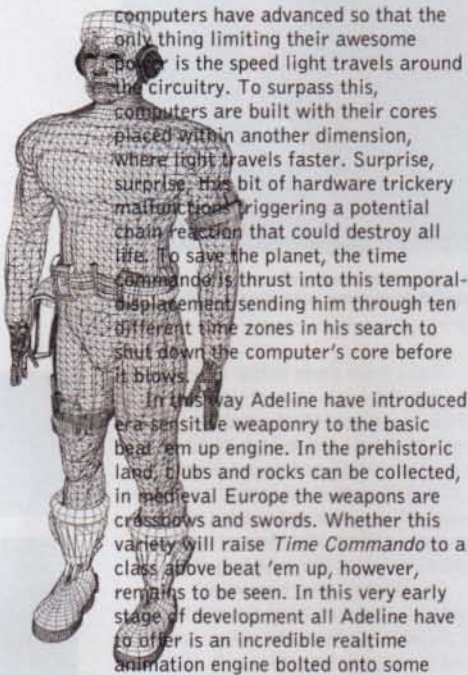 computers have advanced so that the
only thing limiting their awesome
power is the speed light travels around
the circuitry. To surpass this,
computers are built with their cores
placed within another dimension,
where light travels faster. Surprise,
surprise, this bit of hardware trickery
malfunctions triggering a potential
chain reaction that could destroy all
life. To save the planet, the time
commando is thrust into this temporal-
displacement sending him through ten
different time zones in his search to
shut down the computer's core before
it blows.
In this way Adeline have introduced
era-sensitive weaponry to the basic
beat 'em up engine. In the prehistoric
land, clubs and rocks can be collected,
in medieval Europe the weapons are
crossbows and swords. Whether this
variety will raise Time Commando to a
class above beat 'em up, however,
remains to be seen. In this very early
stage of development all Adeline have
to offer is an incredible realtime
animation engine bolted onto some